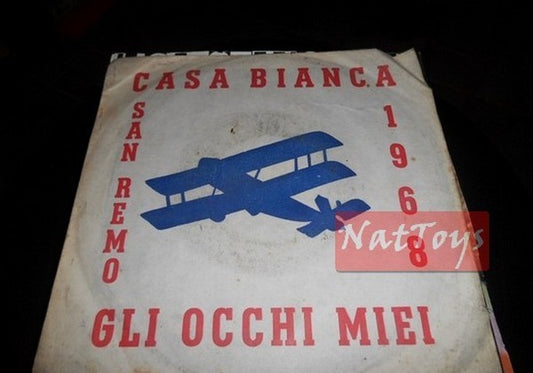 CASA BIANCA
SAN REMO
1968
GLI OCCHI MIEI
NatToys